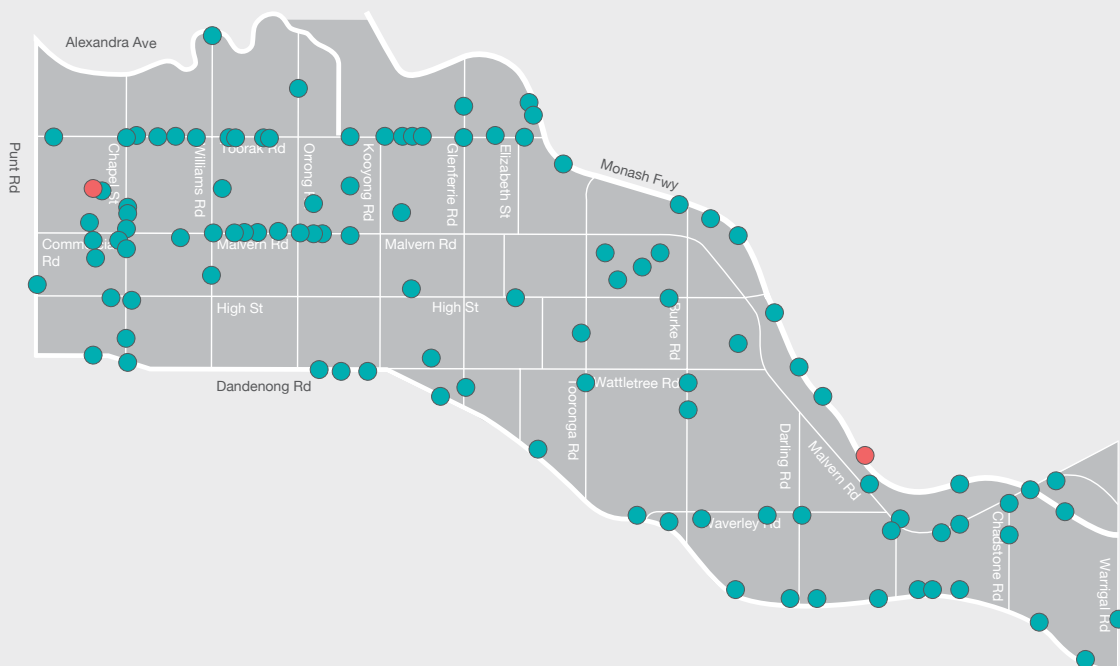 Alexandra Ave
Punt Rd
Chapel St
Williams Rd
Toorak Rd
Orrong
Kooyong Rd
Glenferrie Rd
Elizabeth St
Monash Fwy
Rd
Malvern Rd
Malvern Rd
High St
High St
Burke Rd
Dandenong Rd
Wattletree Rd
Tooronga Rd
Darling Rd
Malvern Rd
Waverley Rd
Chadstone Rd
Warrigal Rd